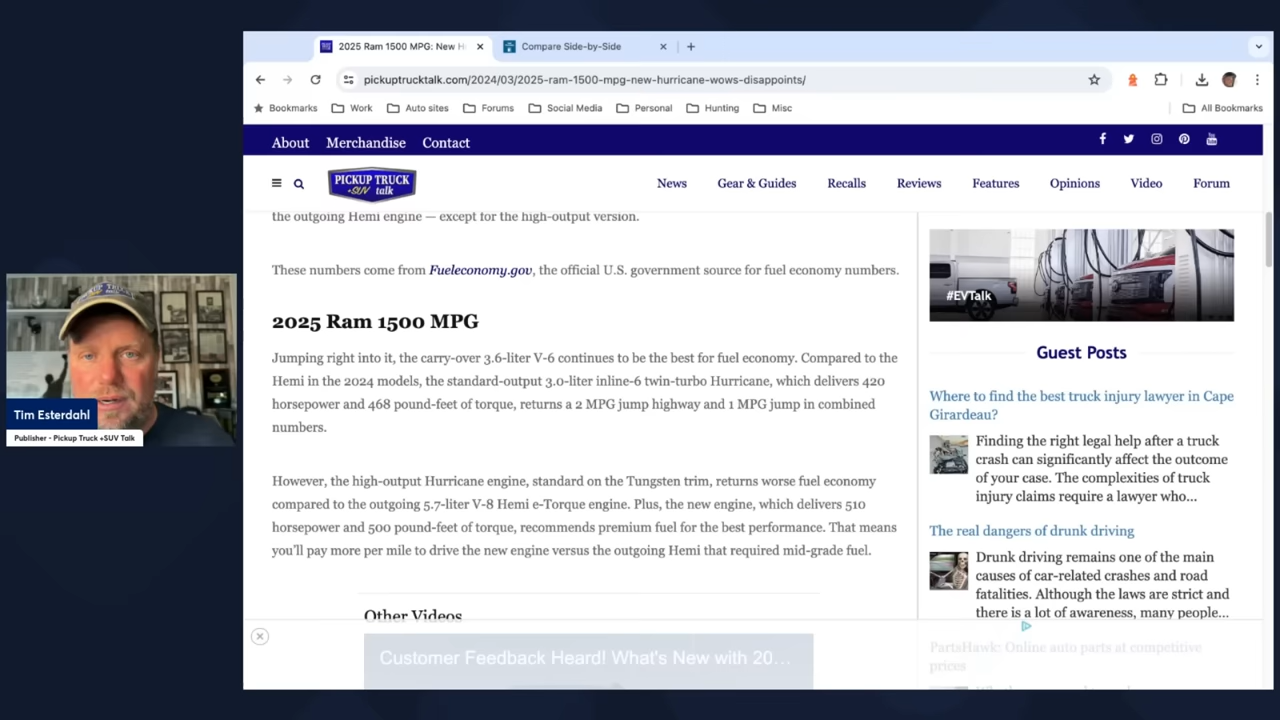 2025 Ram 1500 MPG: New H
Compare Side-by-Side
pickuptrucktalk.com/2024/03/2025-ram-1500-mpg-new-hurricane-wows-disappoints/
Bookmarks
Work
Auto sites
Forums
Social Media
Personal
Hunting
Misc
All Bookmarks
About
Merchandise
Contact
PICKUP TRUCK
+SUV talk
News
Gear & Guides
Recalls
Reviews
Features
Opinions
Video
Forum
the outgoing Hemi engine — except for the high-output version.
These numbers come from Fueleconomy.gov, the official U.S. government source for fuel economy numbers.
2025 Ram 1500 MPG
Jumping right into it, the carry-over 3.6-liter V-6 continues to be the best for fuel economy. Compared to the
Hemi in the 2024 models, the standard-output 3.0-liter inline-6 twin-turbo Hurricane, which delivers 420
horsepower and 468 pound-feet of torque, returns a 2 MPG jump highway and 1 MPG jump in combined
numbers.
However, the high-output Hurricane engine, standard on the Tungsten trim, returns worse fuel economy
compared to the outgoing 5.7-liter V-8 Hemi e-Torque engine. Plus, the new engine, which delivers 510
horsepower and 500 pound-feet of torque, recommends premium fuel for the best performance. That means
you'll pay more per mile to drive the new engine versus the outgoing Hemi that required mid-grade fuel.
Other Videos
Customer Feedback Heard! What's New with 20...
#EVTalk
Guest Posts
Where to find the best truck injury lawyer in Cape
Girardeau?
Finding the right legal help after a truck
crash can significantly affect the outcome
of your case. The complexities of truck
injury claims require a lawyer who...
The real dangers of drunk driving
Drunk driving remains one of the main
causes of car-related crashes and road
fatalities. Although the laws are strict and
there is a lot of awareness, many people...
PartsHawk: Online auto parts at competitive
prices
Tim Esterdahl
Publisher - Pickup Truck +SUV Talk